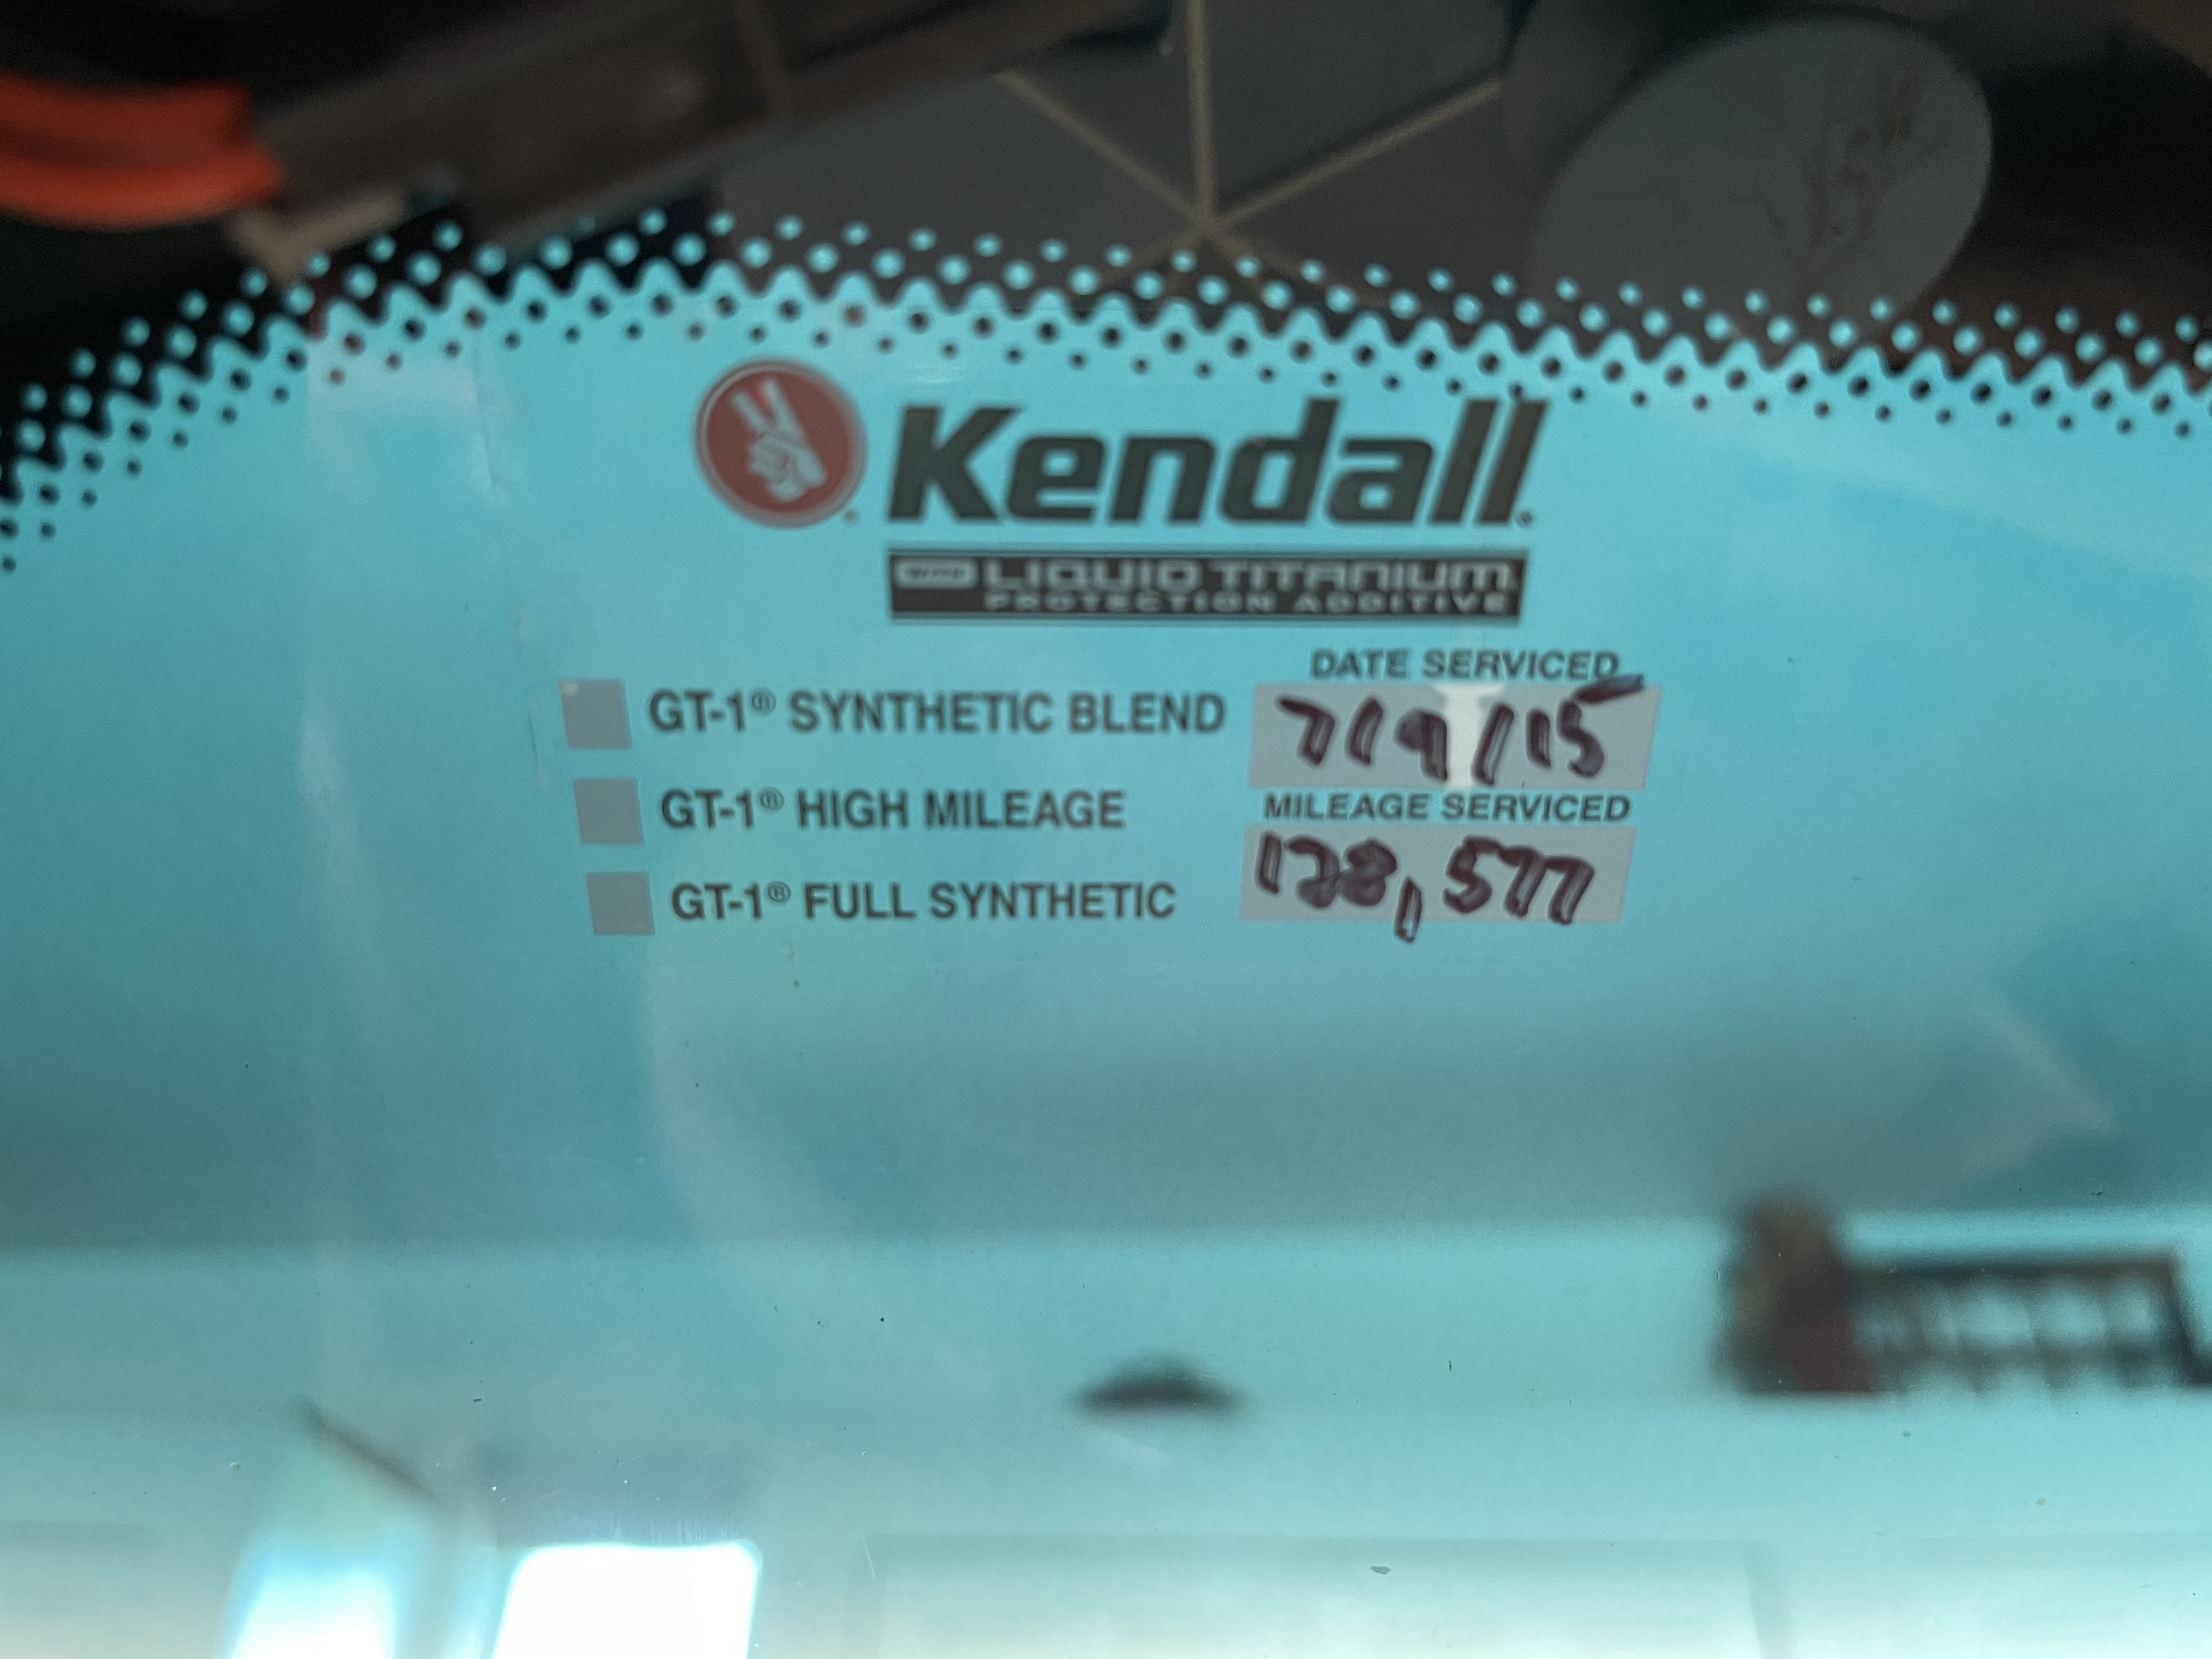 Kendall
WITH LIQUID TITANIUM
PROTECTION ADDITIVE
DATE SERVICED
GT-1® SYNTHETIC BLEND
7/9/15
GT-1® HIGH MILEAGE
MILEAGE SERVICED
128,577
GT-1® FULL SYNTHETIC